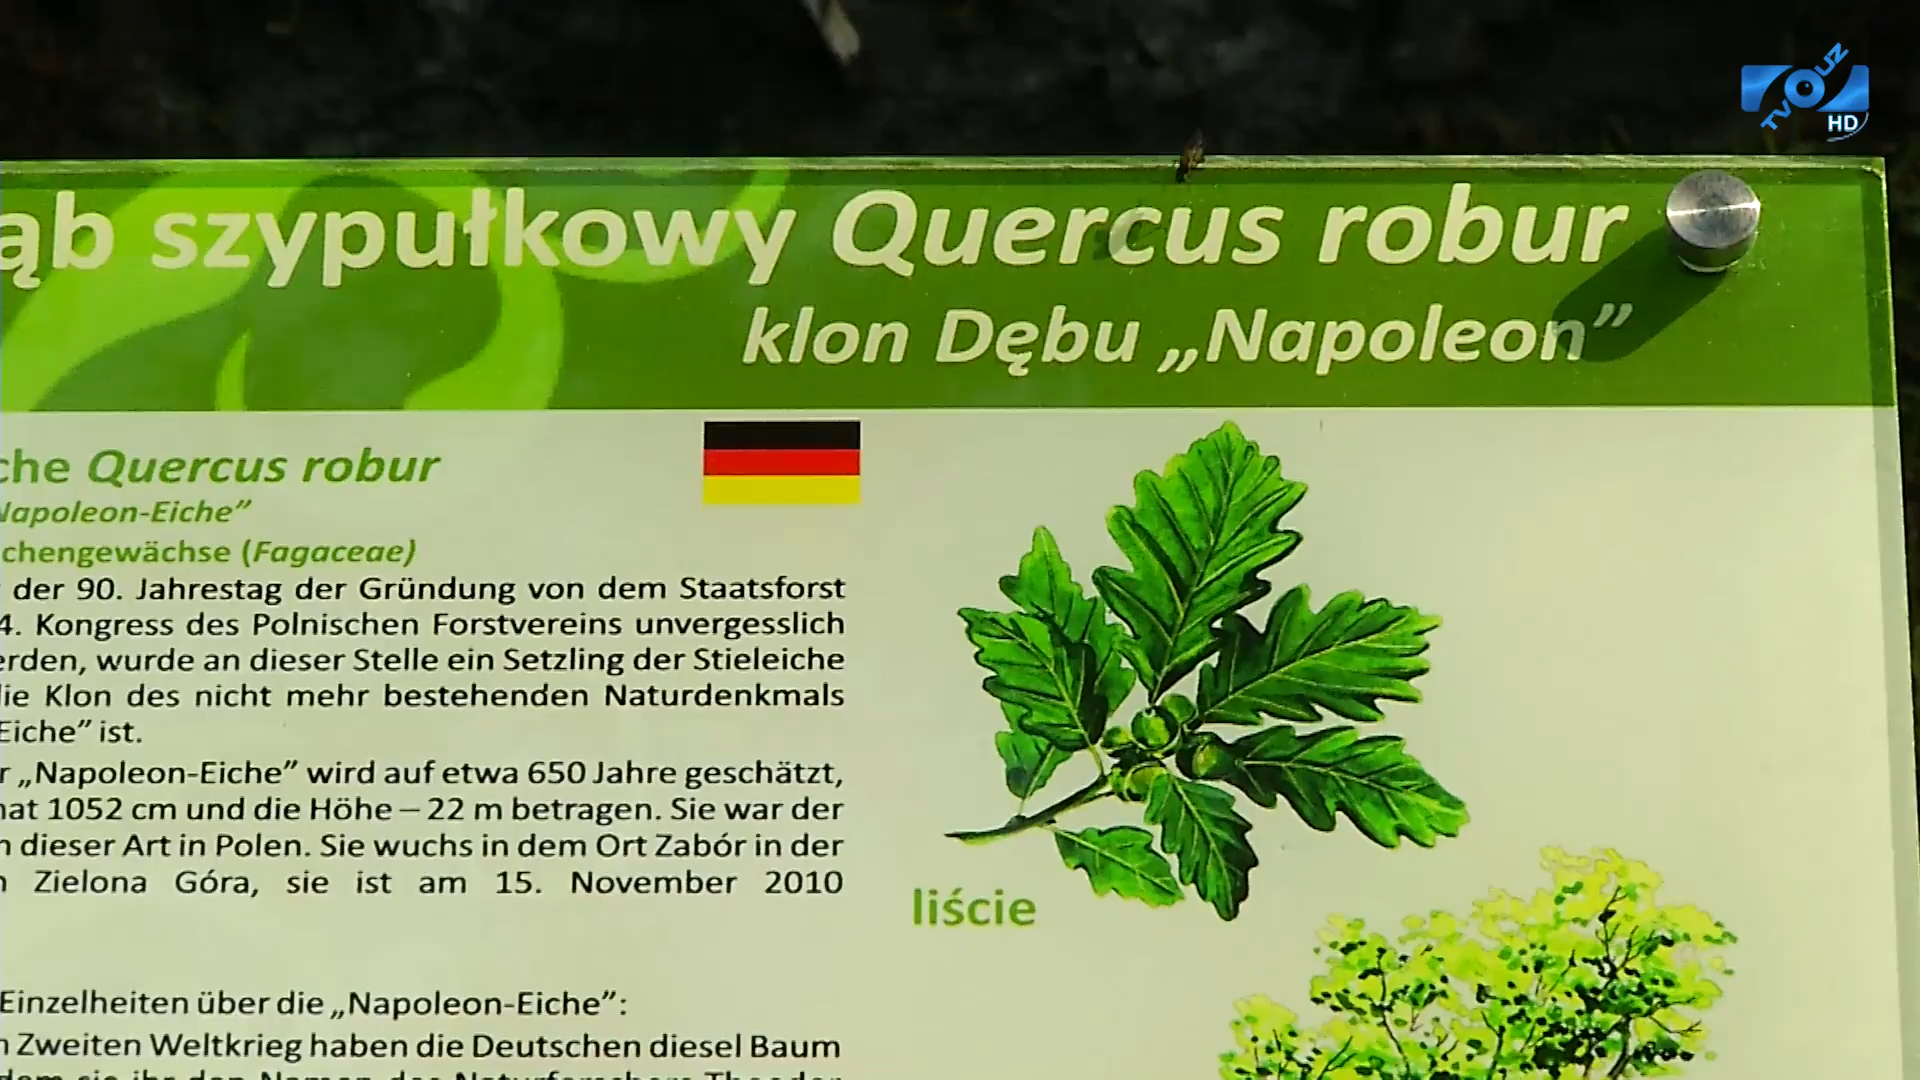 TV UZ
HD
ąb szypułkowy Quercus robur
klon Dębu „Napoleon”
che Quercus robur
Napoleon-Eiche”
chengewächse (Fagaceae)
der 90. Jahrestag der Gründung von dem Staatsforst
4. Kongress des Polnischen Forstvereins unvergesslich
erden, wurde an dieser Stelle ein Setzling der Stieleiche
die Klon des nicht mehr bestehenden Naturdenkmals
Eiche” ist.
r „Napoleon-Eiche” wird auf etwa 650 Jahre geschätzt,
hat 1052 cm und die Höhe – 22 m betragen. Sie war der
n dieser Art in Polen. Sie wuchs in dem Ort Zabór in der
n Zielona Góra, sie ist am 15. November 2010
Einzelheiten über die „Napoleon-Eiche”:
n Zweiten Weltkrieg haben die Deutschen diesel Baum
liście